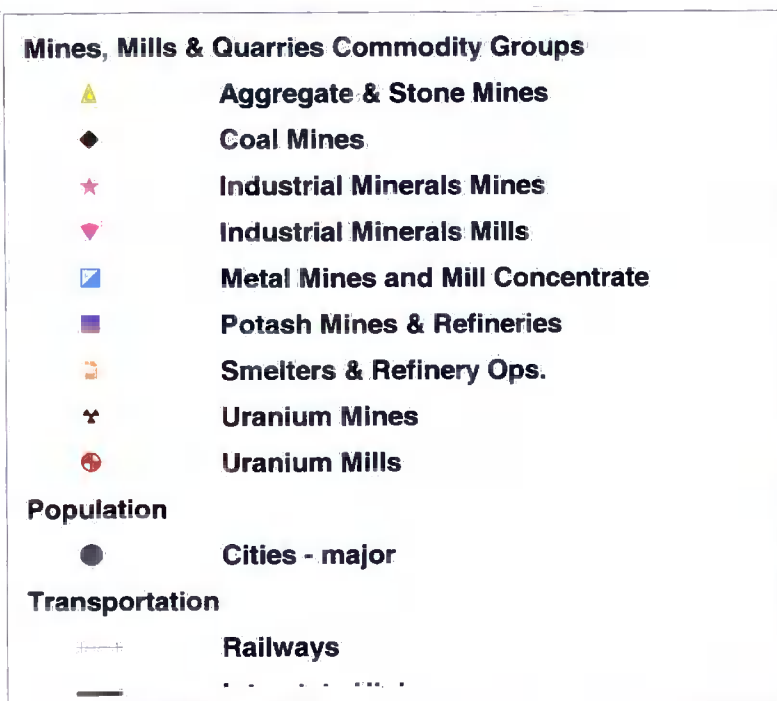 Mines, Mills & Quarries Commodity Groups
Aggregate & Stone Mines
Coal Mines
Industrial Minerals Mines
Industrial Minerals Mills
Metal Mines and Mill Concentrate
Potash Mines & Refineries
Smelters & Refinery Ops.
Uranium Mines
Uranium Mills
Population
Cities - major
Transportation
Railways